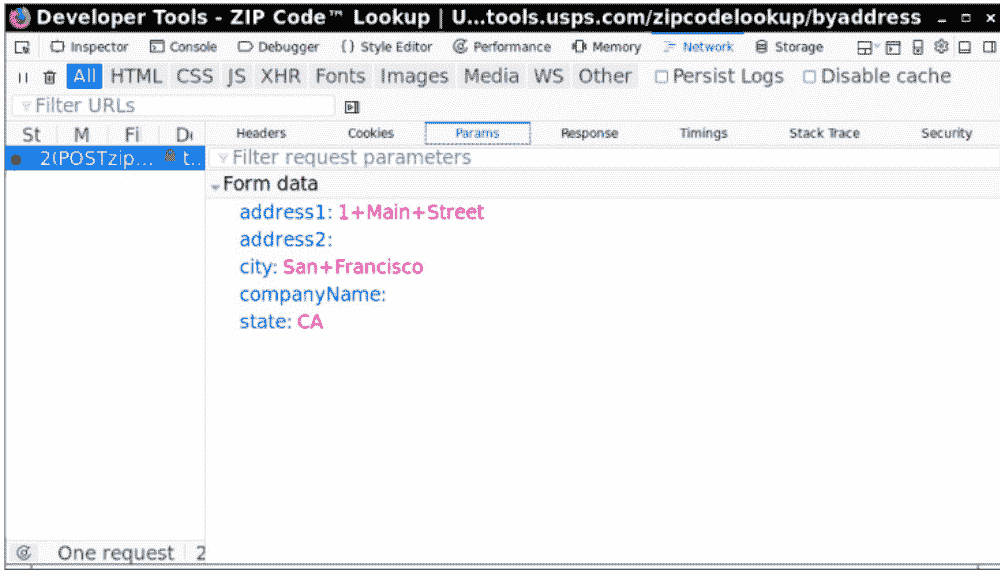 Developer Tools - ZIP Code™ Lookup | U...tools.usps.com/zipcodelookup/byaddress
Inspector Console Debugger {} Style Editor Performance Memory Network Storage
All HTML CSS JS XHR Fonts Images Media WS Other Persist Logs Disable cache
Filter URLs
St M Fi Headers Cookies Params Response Timings Stack Trace Security
POSTzip... t... Filter request parameters
Form data
address1: 1+Main+Street
address2:
city: San+Francisco
companyName:
state: CA
One request 2